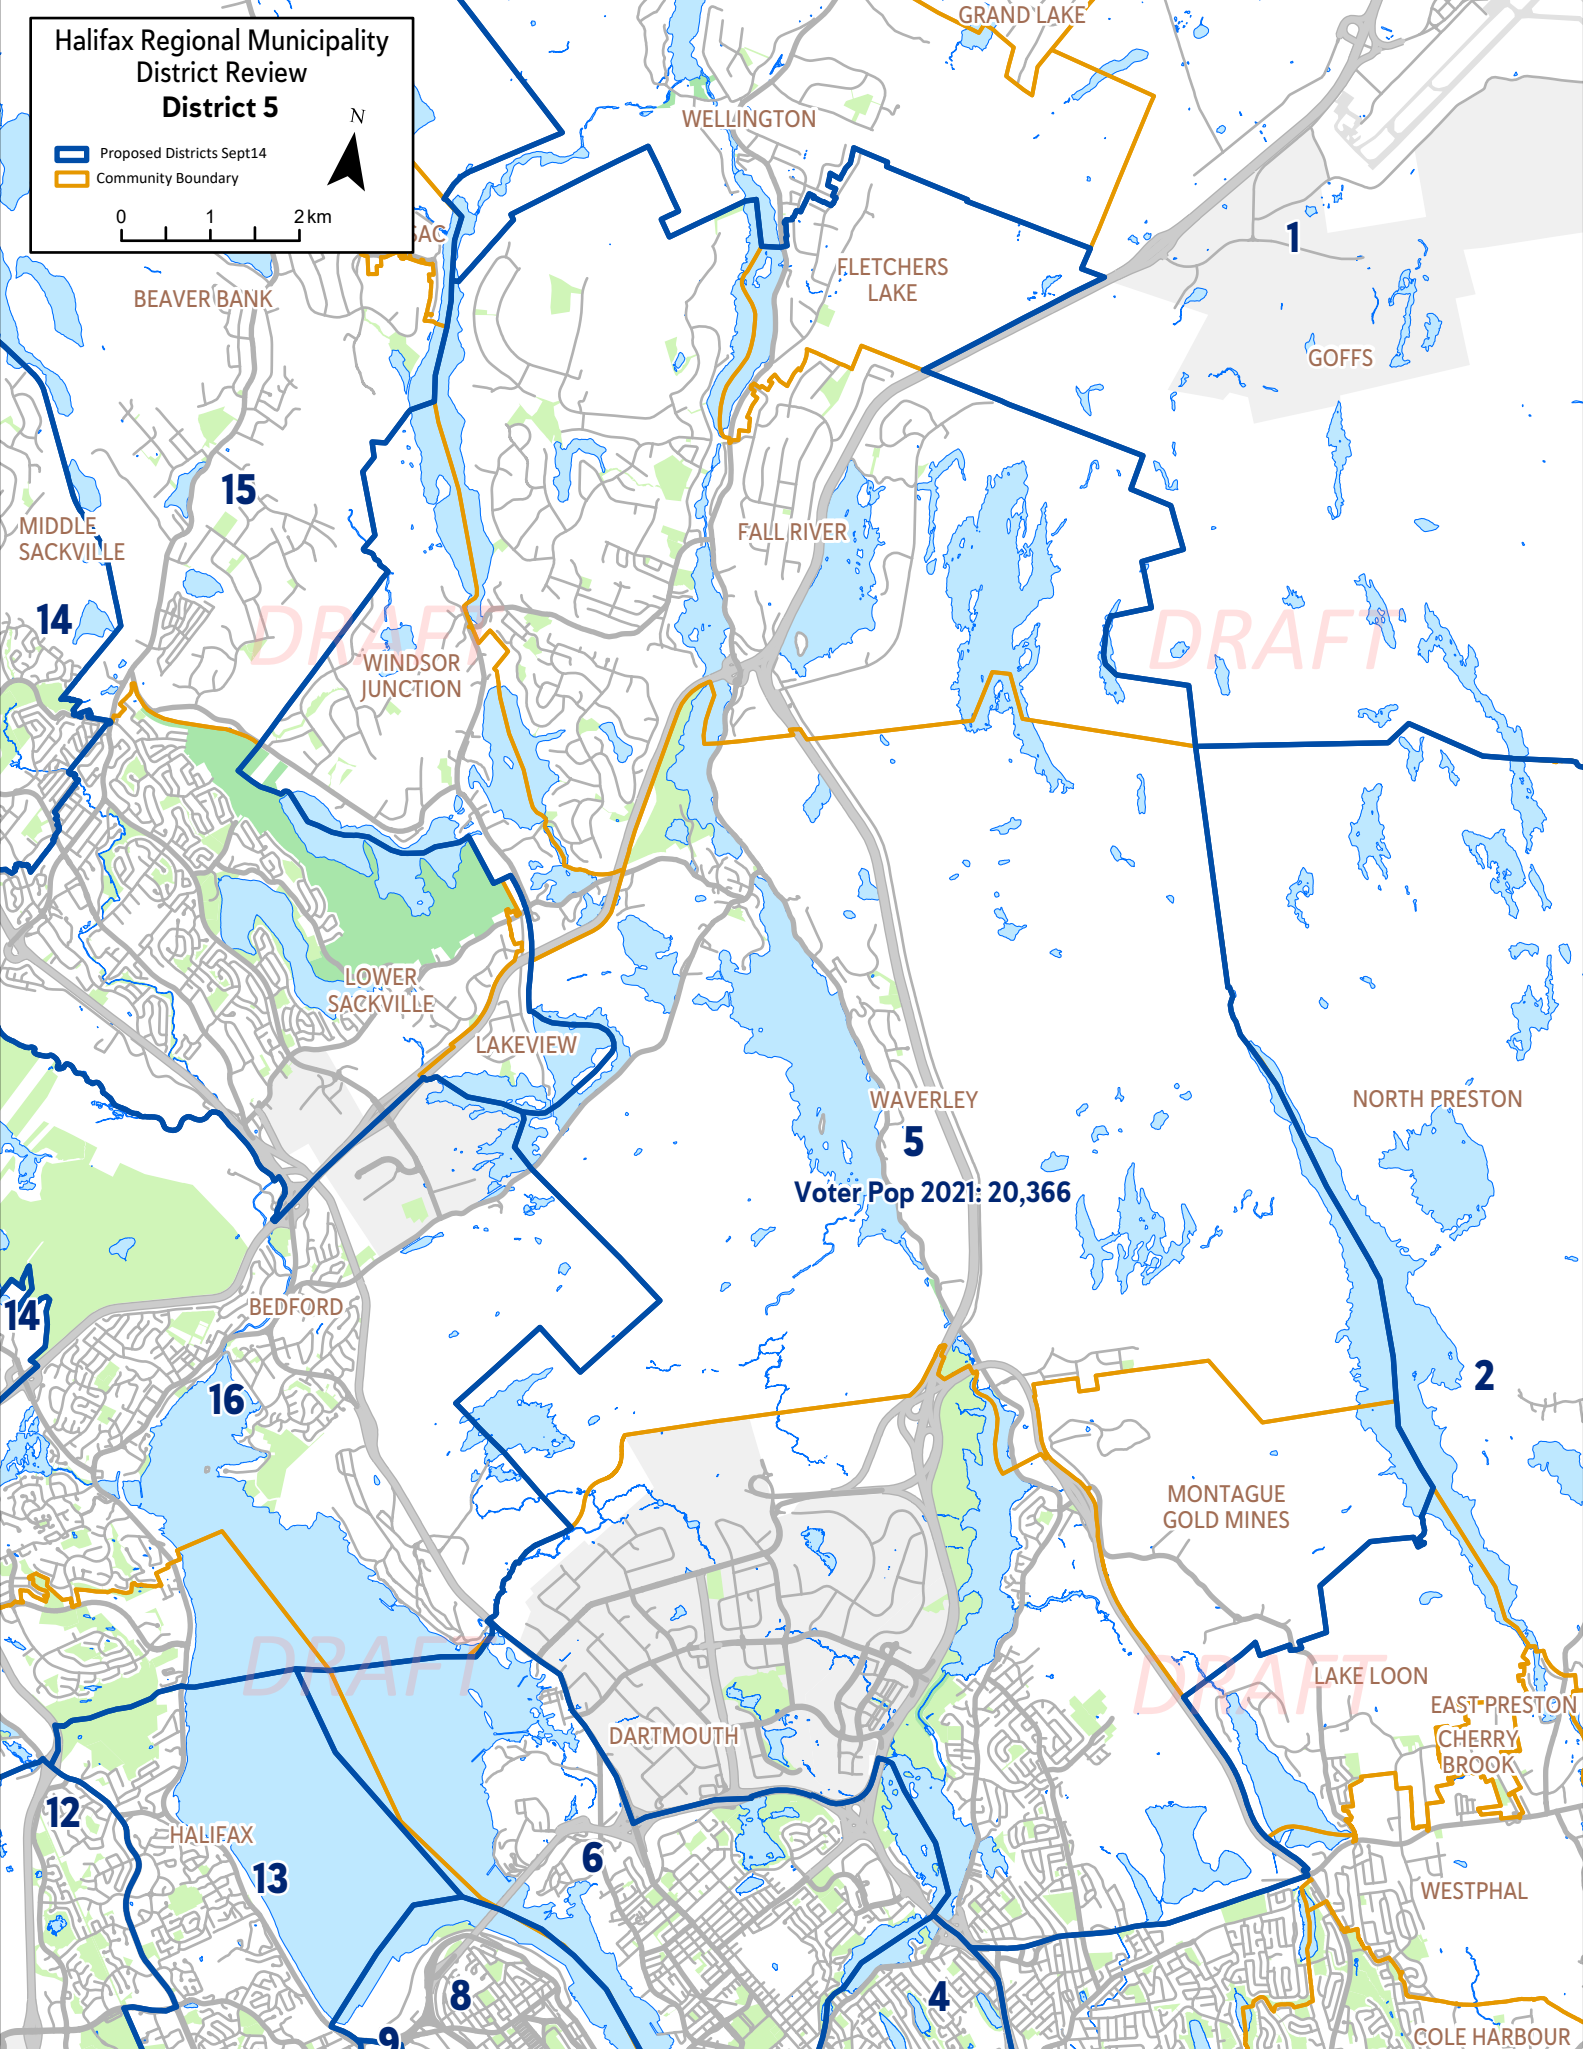 Halifax Regional Municipality
District Review
District 5
N
Proposed Districts Sept14
Community Boundary
0 1 2 km
GRAND LAKE
WELLINGTON
SAC
1
FLETCHERS
LAKE
BEAVER BANK
GOFFS
15
MIDDLE
SACKVILLE
FALL RIVER
14
DRAFT
DRAFT
WINDSOR
JUNCTION
LOWER
SACKVILLE
LAKEVIEW
WAVERLEY
NORTH PRESTON
5
Voter Pop 2021: 20,366
14
BEDFORD
16
2
MONTAGUE
GOLD MINES
DRAFT
DRAFT
LAKE LOON
EAST PRESTON
DARTMOUTH
CHERRY
BROOK
12
HALIFAX
6
13
WESTPHAL
8
4
9
COLE HARBOUR